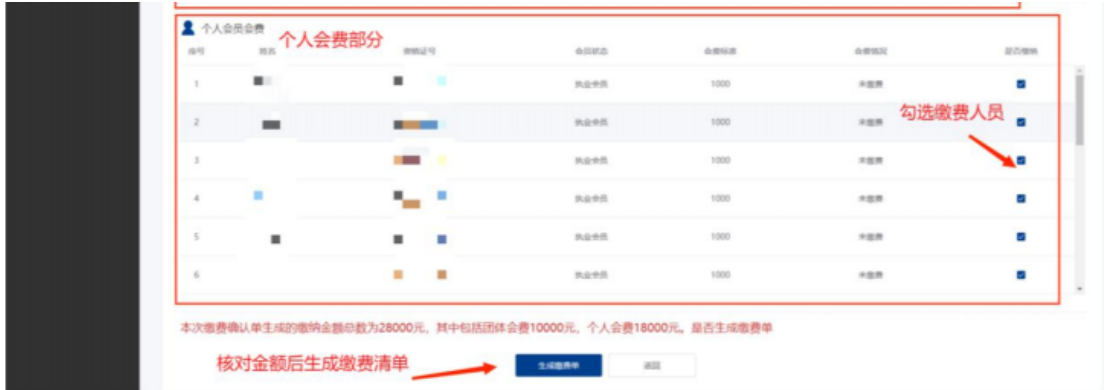 个人会员会费
个人会费部分
序号 姓名 资格证号 会员状态 会费标准 会费情况 是否缴纳
1 执业会员 1000 未缴费
2 执业会员 1000 未缴费
勾选缴费人员
3 执业会员 1000 未缴费
4 执业会员 1000 未缴费
5 执业会员 1000 未缴费
6 执业会员 1000 未缴费
本次缴费确认单生成的缴纳金额总数为28000元，其中包括团体会费10000元，个人会费18000元。是否生成缴费单
核对金额后生成缴费清单
生成缴费单 返回